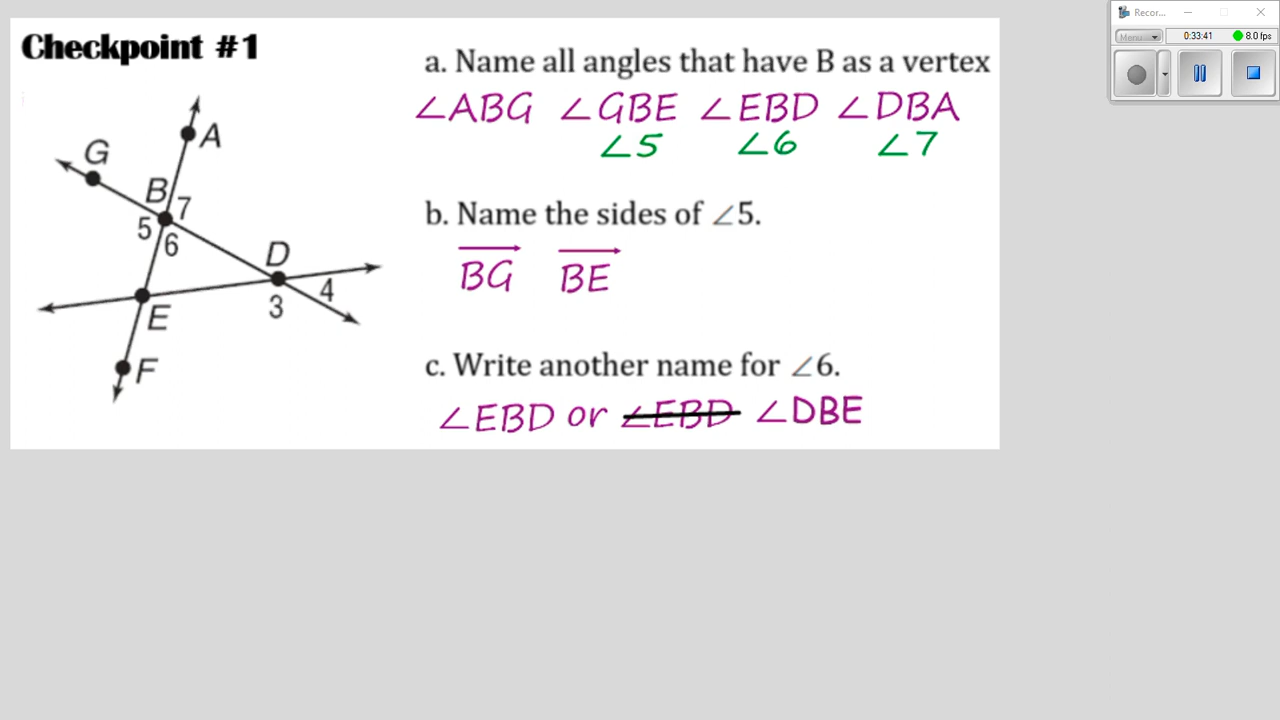 Checkpoint #1
a. Name all angles that have B as a vertex
∠ABG ∠GBE ∠EBD ∠DBA
∠5 ∠6 ∠7
b. Name the sides of ∠5.
BG BE
c. Write another name for ∠6.
∠EBD or ∠EBD ∠DBE
A
G
B 7
5 6
D
3 4
E
F
Recor...
Menu 0:33:41 8.0 fps